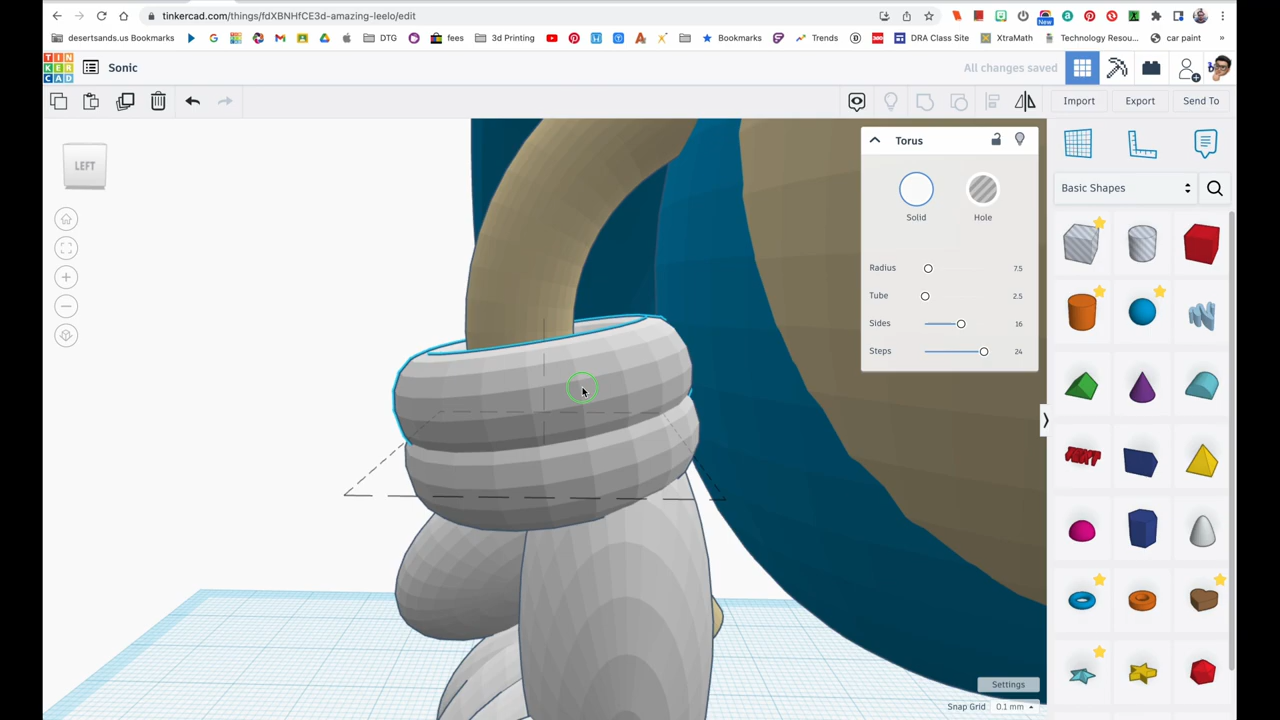 tinkercad.com/things/fdXBNHfCE3d-amazing-leelo/edit
New
desertsands.us Bookmarks
DTG
fees
3d Printing
Bookmarks
Trends
DRA Class Site
XtraMath
Technology Resou...
car paint
»
TIN
KER
CAD
Sonic
All changes saved
Import
Export
Send To
LEFT
Torus
Solid
Hole
Radius 7.5
Tube 2.5
Sides 16
Steps 24
Basic Shapes
Settings
Snap Grid 0.1 mm